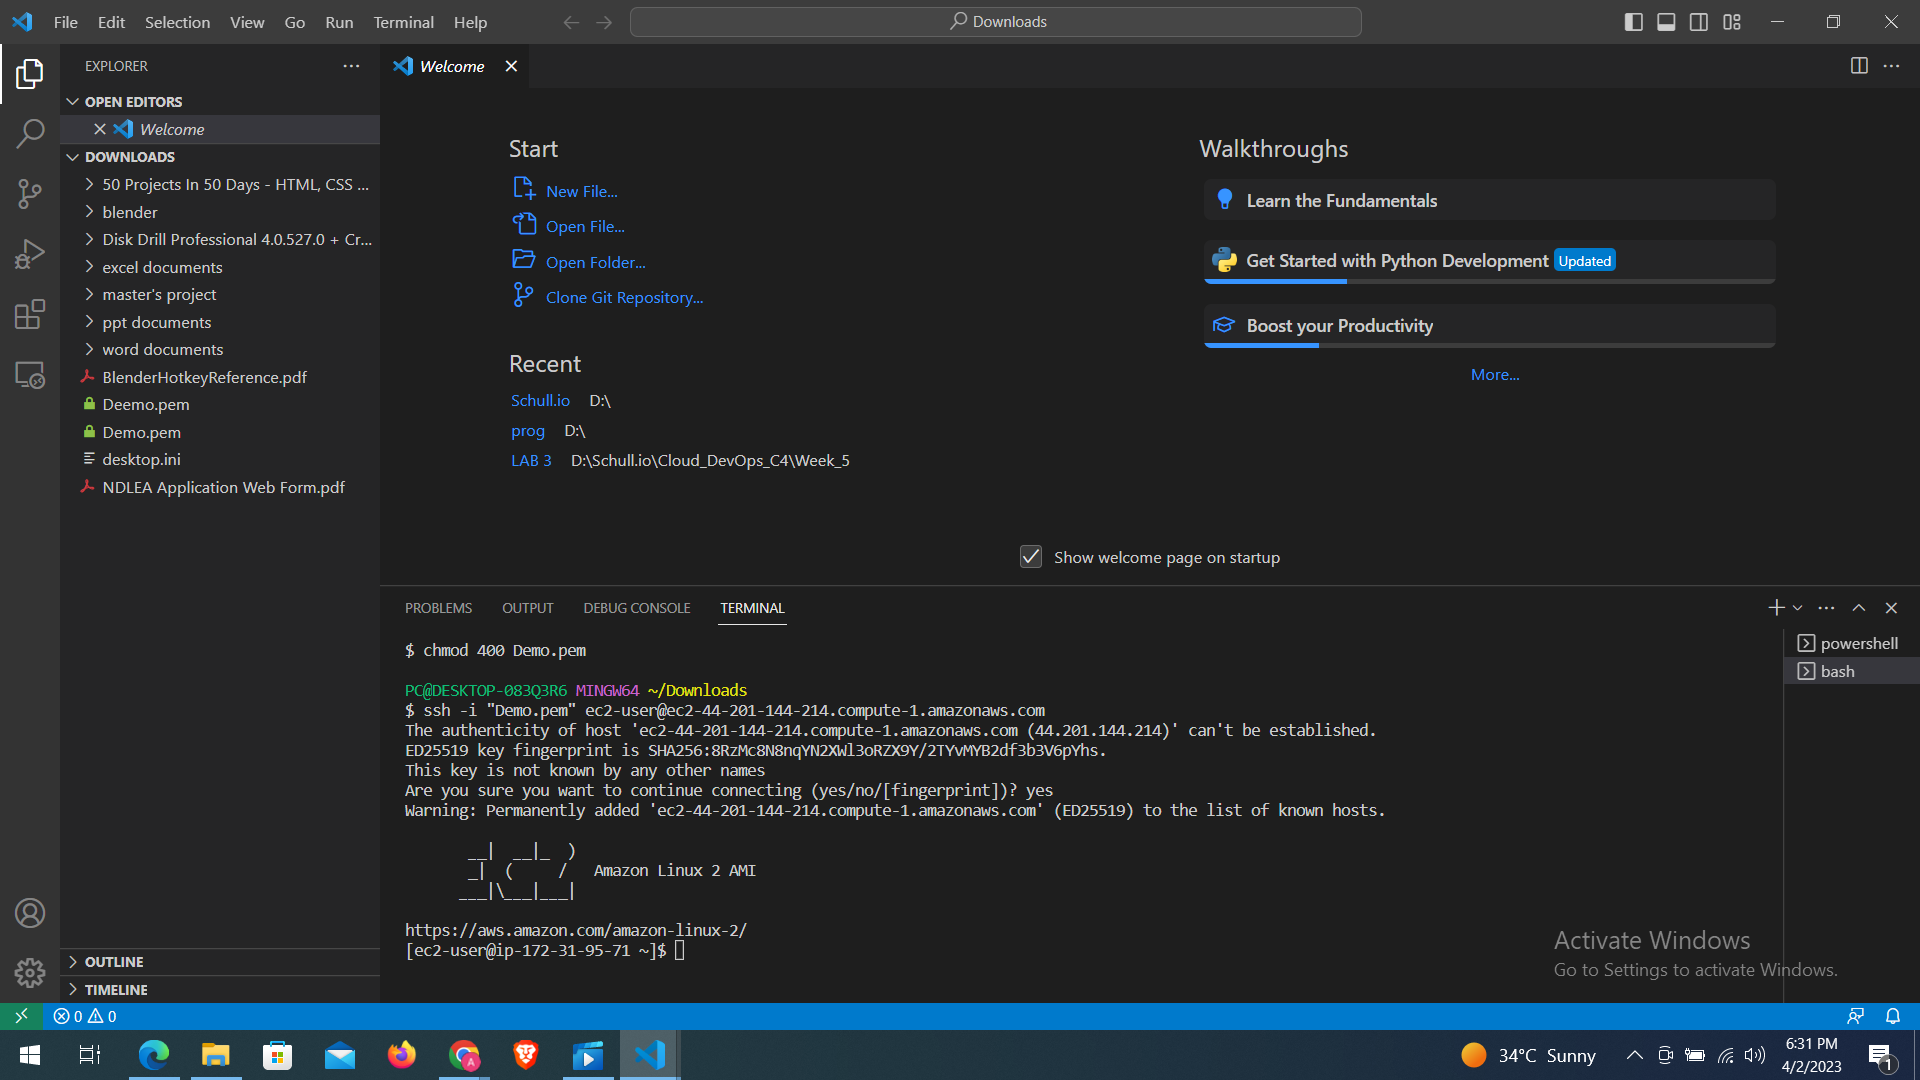 File Edit Selection View Go Run Terminal Help
Downloads
EXPLORER
OPEN EDITORS
Welcome
DOWNLOADS
50 Projects In 50 Days - HTML, CSS ...
blender
Disk Drill Professional 4.0.527.0 + Cr...
excel documents
master's project
ppt documents
word documents
BlenderHotkeyReference.pdf
Deemo.pem
Demo.pem
desktop.ini
NDLEA Application Web Form.pdf
OUTLINE
TIMELINE
Welcome
Start
New File...
Open File...
Open Folder...
Clone Git Repository...
Recent
Schull.io D:\
prog D:\
LAB 3 D:\Schull.io\Cloud_DevOps_C4\Week_5
Walkthroughs
Learn the Fundamentals
Get Started with Python Development Updated
Boost your Productivity
More...
Show welcome page on startup
PROBLEMS OUTPUT DEBUG CONSOLE TERMINAL
$ chmod 400 Demo.pem
PC@DESKTOP-083Q3R6 MINGW64 ~/Downloads
$ ssh -i "Demo.pem" ec2-user@ec2-44-201-144-214.compute-1.amazonaws.com
The authenticity of host 'ec2-44-201-144-214.compute-1.amazonaws.com (44.201.144.214)' can't be established.
ED25519 key fingerprint is SHA256:8RzMc8N8nqYN2XWl3oRZX9Y/2TYvMYB2df3b3V6pYhs.
This key is not known by any other names
Are you sure you want to continue connecting (yes/no/[fingerprint])? yes
Warning: Permanently added 'ec2-44-201-144-214.compute-1.amazonaws.com' (ED25519) to the list of known hosts.
       __|  __|_  )
       _|  (     /   Amazon Linux 2 AMI
      ___|\___|___|
https://aws.amazon.com/amazon-linux-2/
[ec2-user@ip-172-31-95-71 ~]$
powershell
bash
Activate Windows
Go to Settings to activate Windows.
0 0
34°C Sunny
6:31 PM
4/2/2023
1